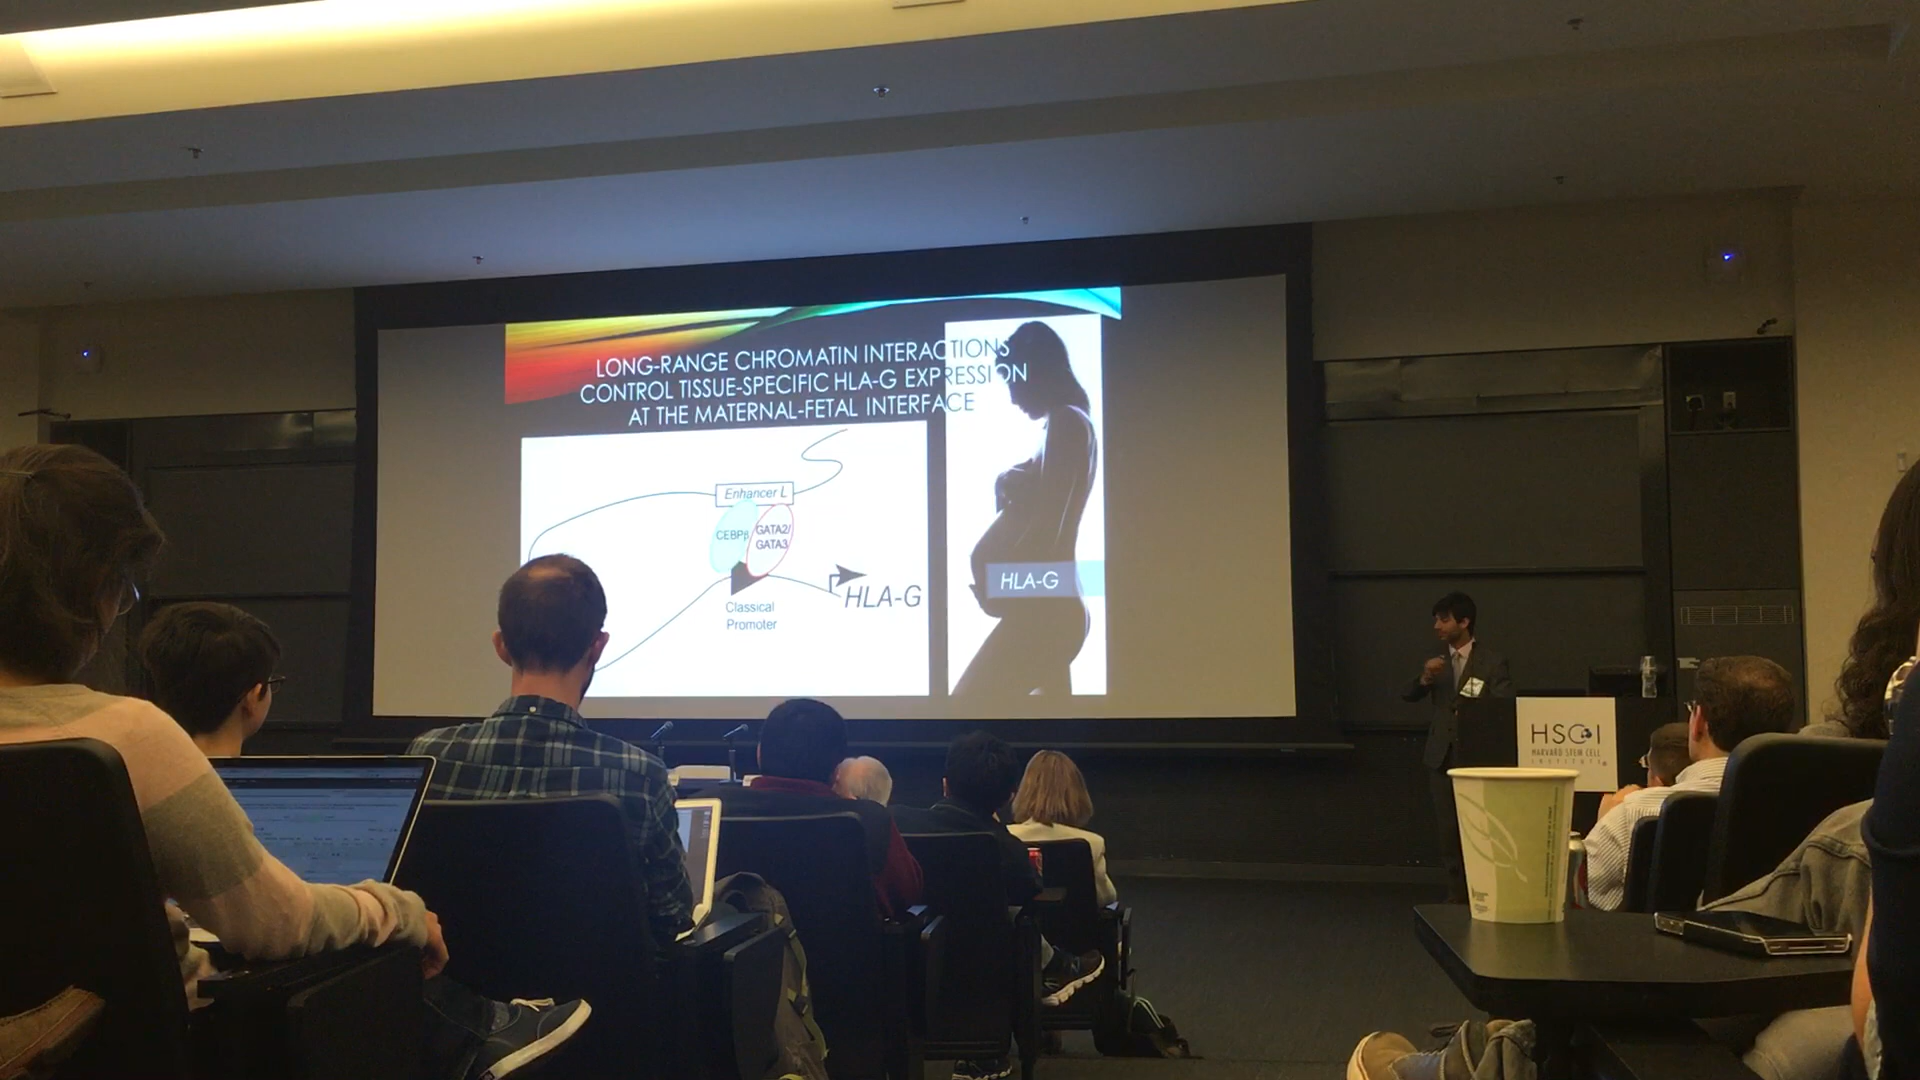 LONG-RANGE CHROMATIN INTERACTIONS
CONTROL TISSUE-SPECIFIC HLA-G EXPRESSION
AT THE MATERNAL-FETAL INTERFACE
Enhancer L
CEBPβ
GATA2/
GATA3
HLA-G
Classical
Promoter
HLA-G
HSCI
HARVARD STEM CELL
INSTITUTE